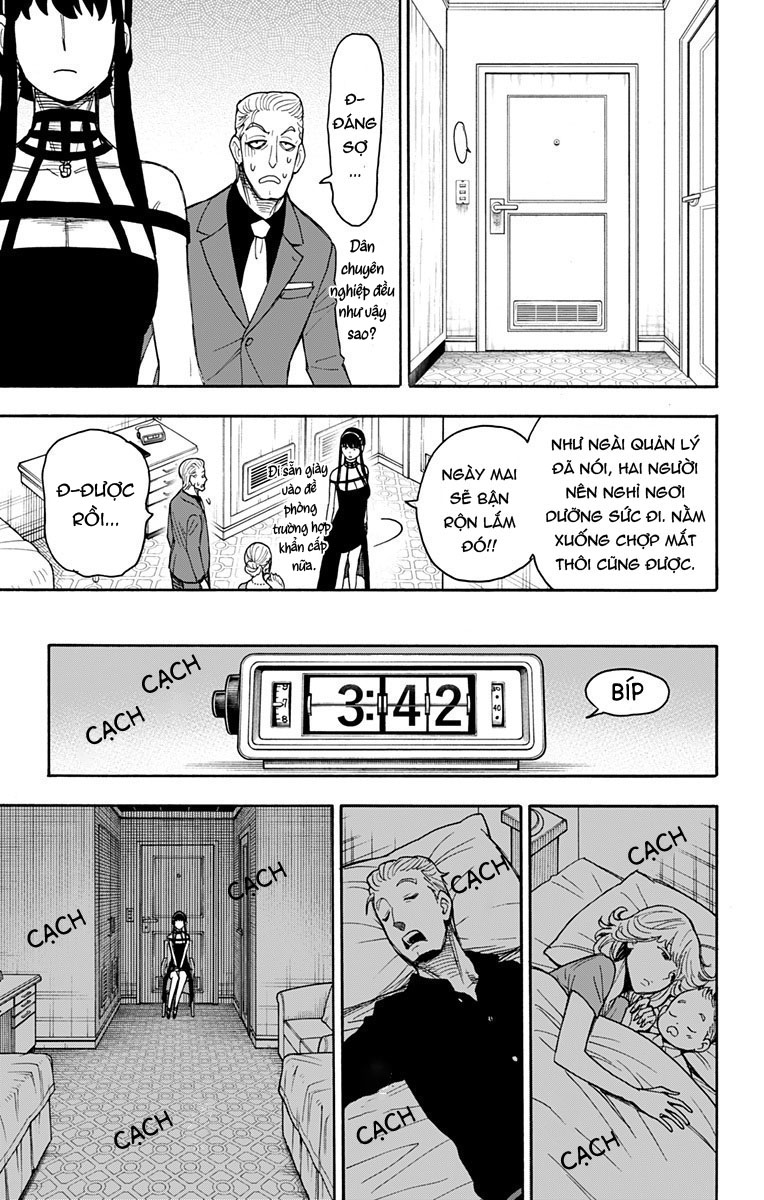 Đ-
ĐÁNG
SỢ
...
Dân
chuyên
nghiệp đều
như vậy
sao?
NHƯ NGÀI QUẢN LÝ
ĐÃ NÓI, HAI NGƯỜI
NÊN NGHỈ NGƠI
DƯỠNG SỨC ĐI. NẰM
XUỐNG CHỢP MẮT
THÔI CŨNG ĐƯỢC.
NGÀY MAI
SẼ BẬN
RỘN LẮM
ĐÓ!!
Đi sẵn giày
vào đề
phòng
trường hợp
khẩn cấp
nữa.
Đ-ĐƯỢC
RỒI...
BÍP
3:42
CẠCH
CẠCH
CẠCH
CẠCH
CẠCH
CẠCH
CẠCH
CẠCH
CẠCH